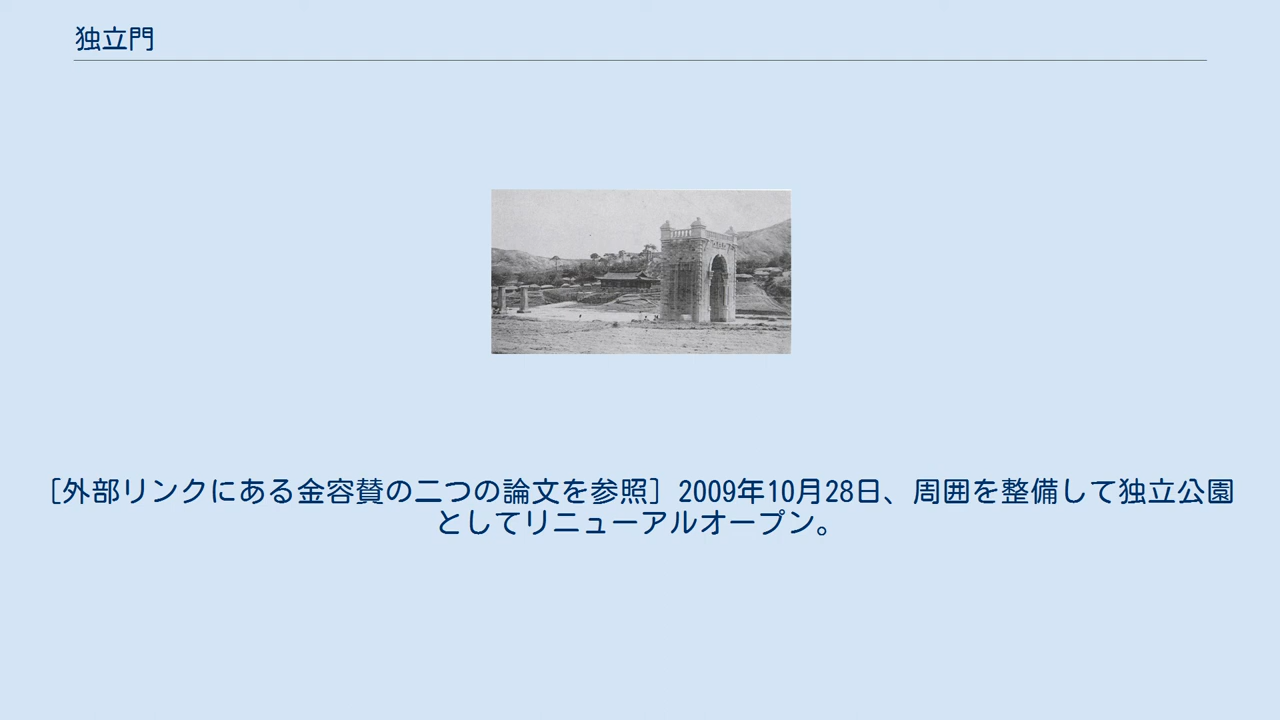 独立門
［外部リンクにある金容賛の二つの論文を参照］2009年10月28日、周囲を整備して独立公園
としてリニューアルオープン。